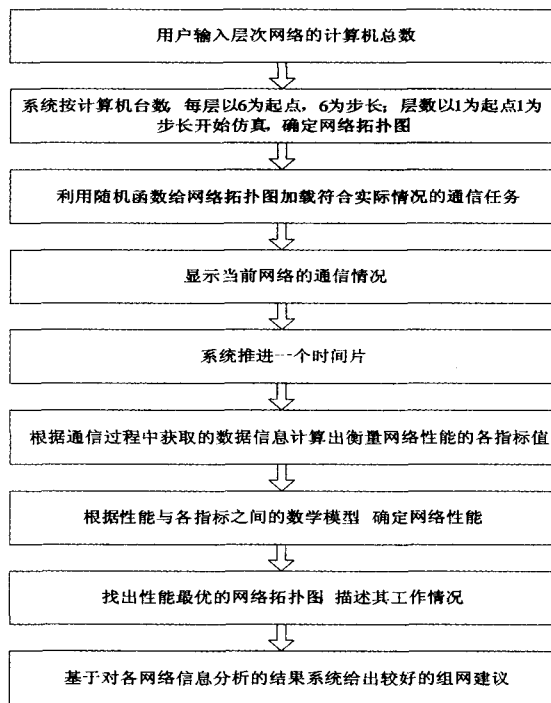 用户输入层次网络的计算机总数
系统按计算机台数,每层以6为起点,6为步长;层数以1为起点1为
步长开始仿真,确定网络拓扑图
利用随机函数给网络拓扑图加载符合实际情况的通信任务
显示当前网络的通信情况
系统推进一个时间片
根据通信过程中获取的数据信息计算出衡量网络性能的各指标值
根据性能与各指标之间的数学模型 确定网络性能
找出性能最优的网络拓扑图 描述其工作情况
基于对各网络信息分析的结果系统给出较好的组网建议